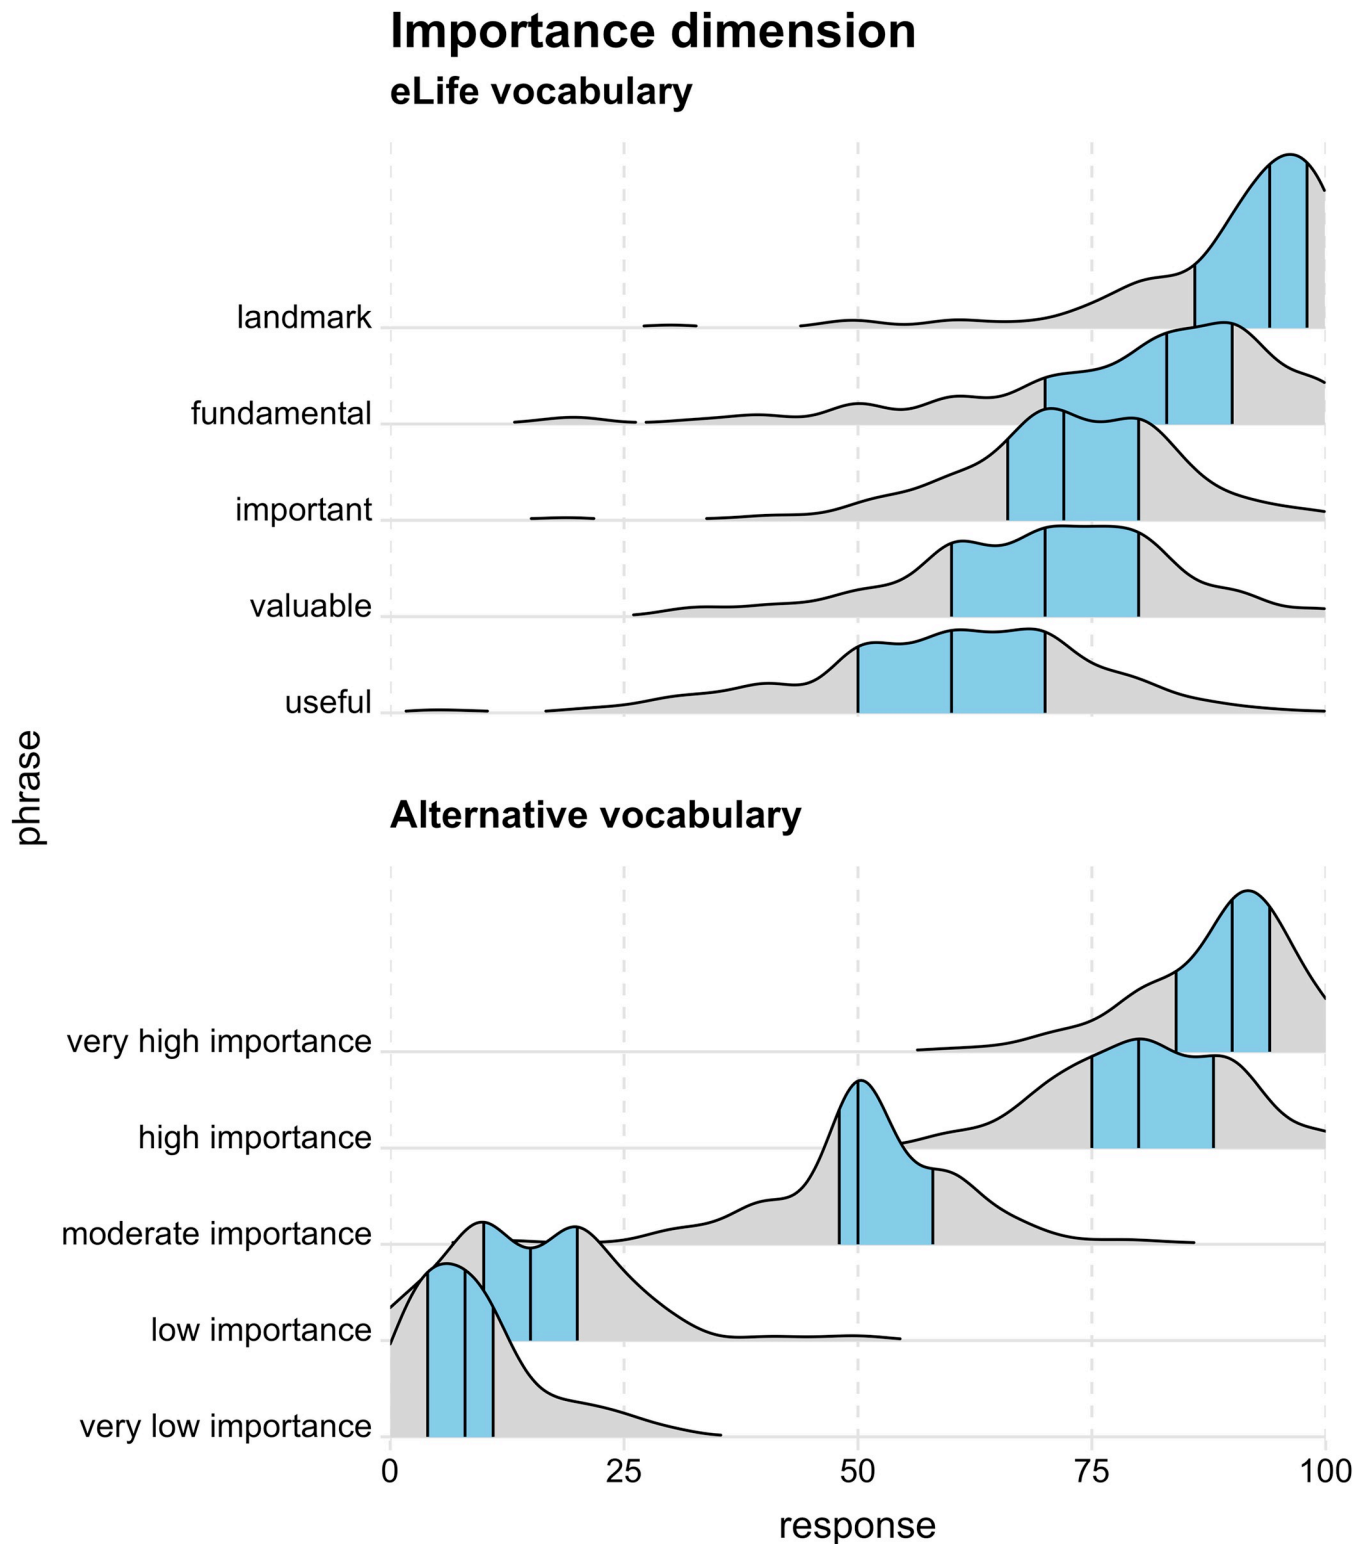 Importance dimension
eLife vocabulary
landmark
fundamental
important
valuable
useful
phrase
Alternative vocabulary
very high importance
high importance
moderate importance
low importance
very low importance
0 25 50 75 100
response